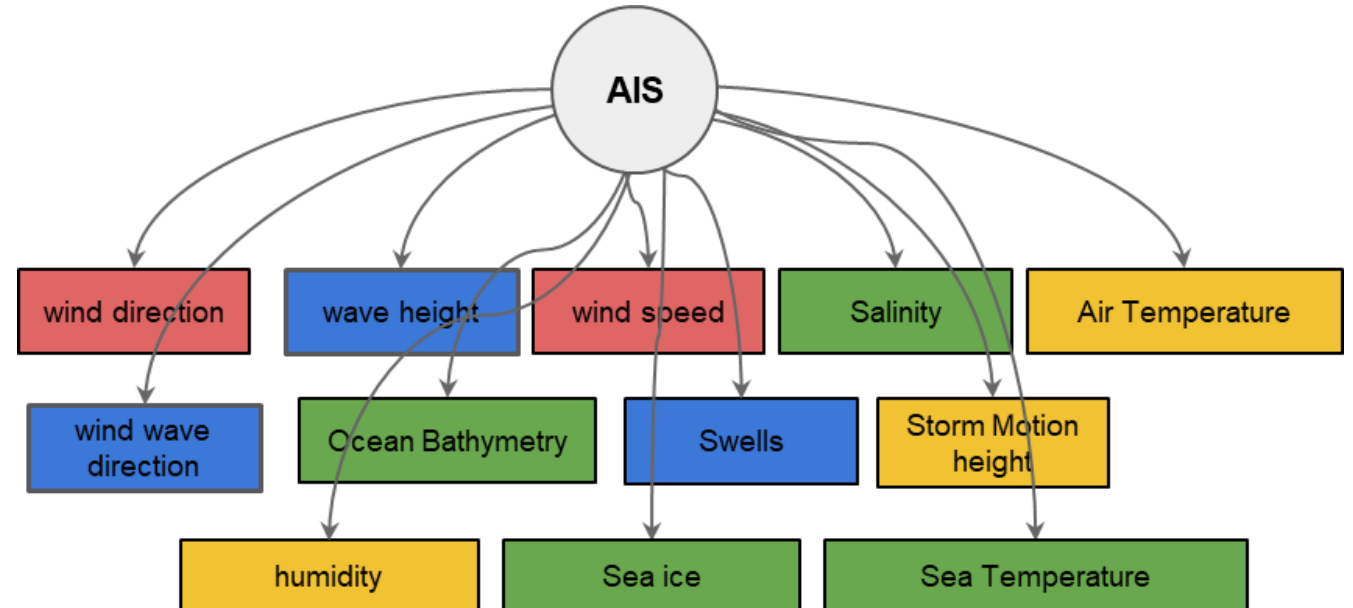 AIS
wind direction
wave height
wind speed
Salinity
Air Temperature
wind wave
direction
Ocean Bathymetry
Swells
Storm Motion
height
humidity
Sea ice
Sea Temperature